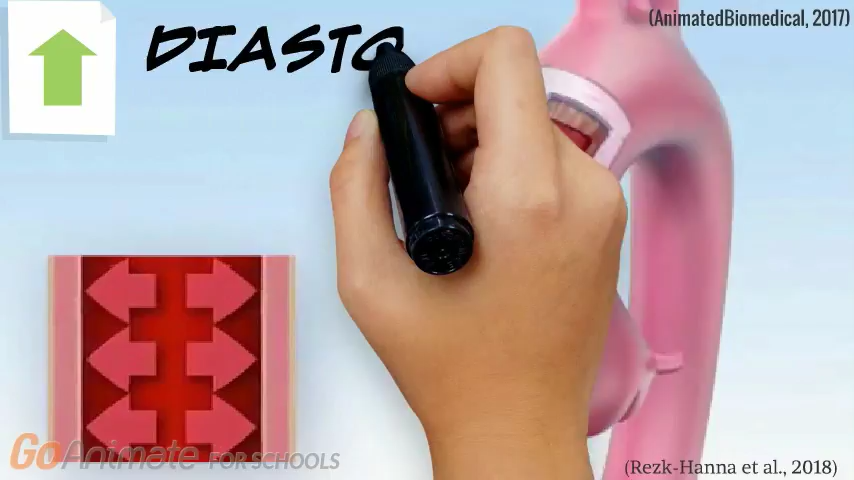 (AnimatedBiomedical, 2017)
DIASTO
GoAnimate FOR SCHOOLS
(Rezk-Hanna et al., 2018)